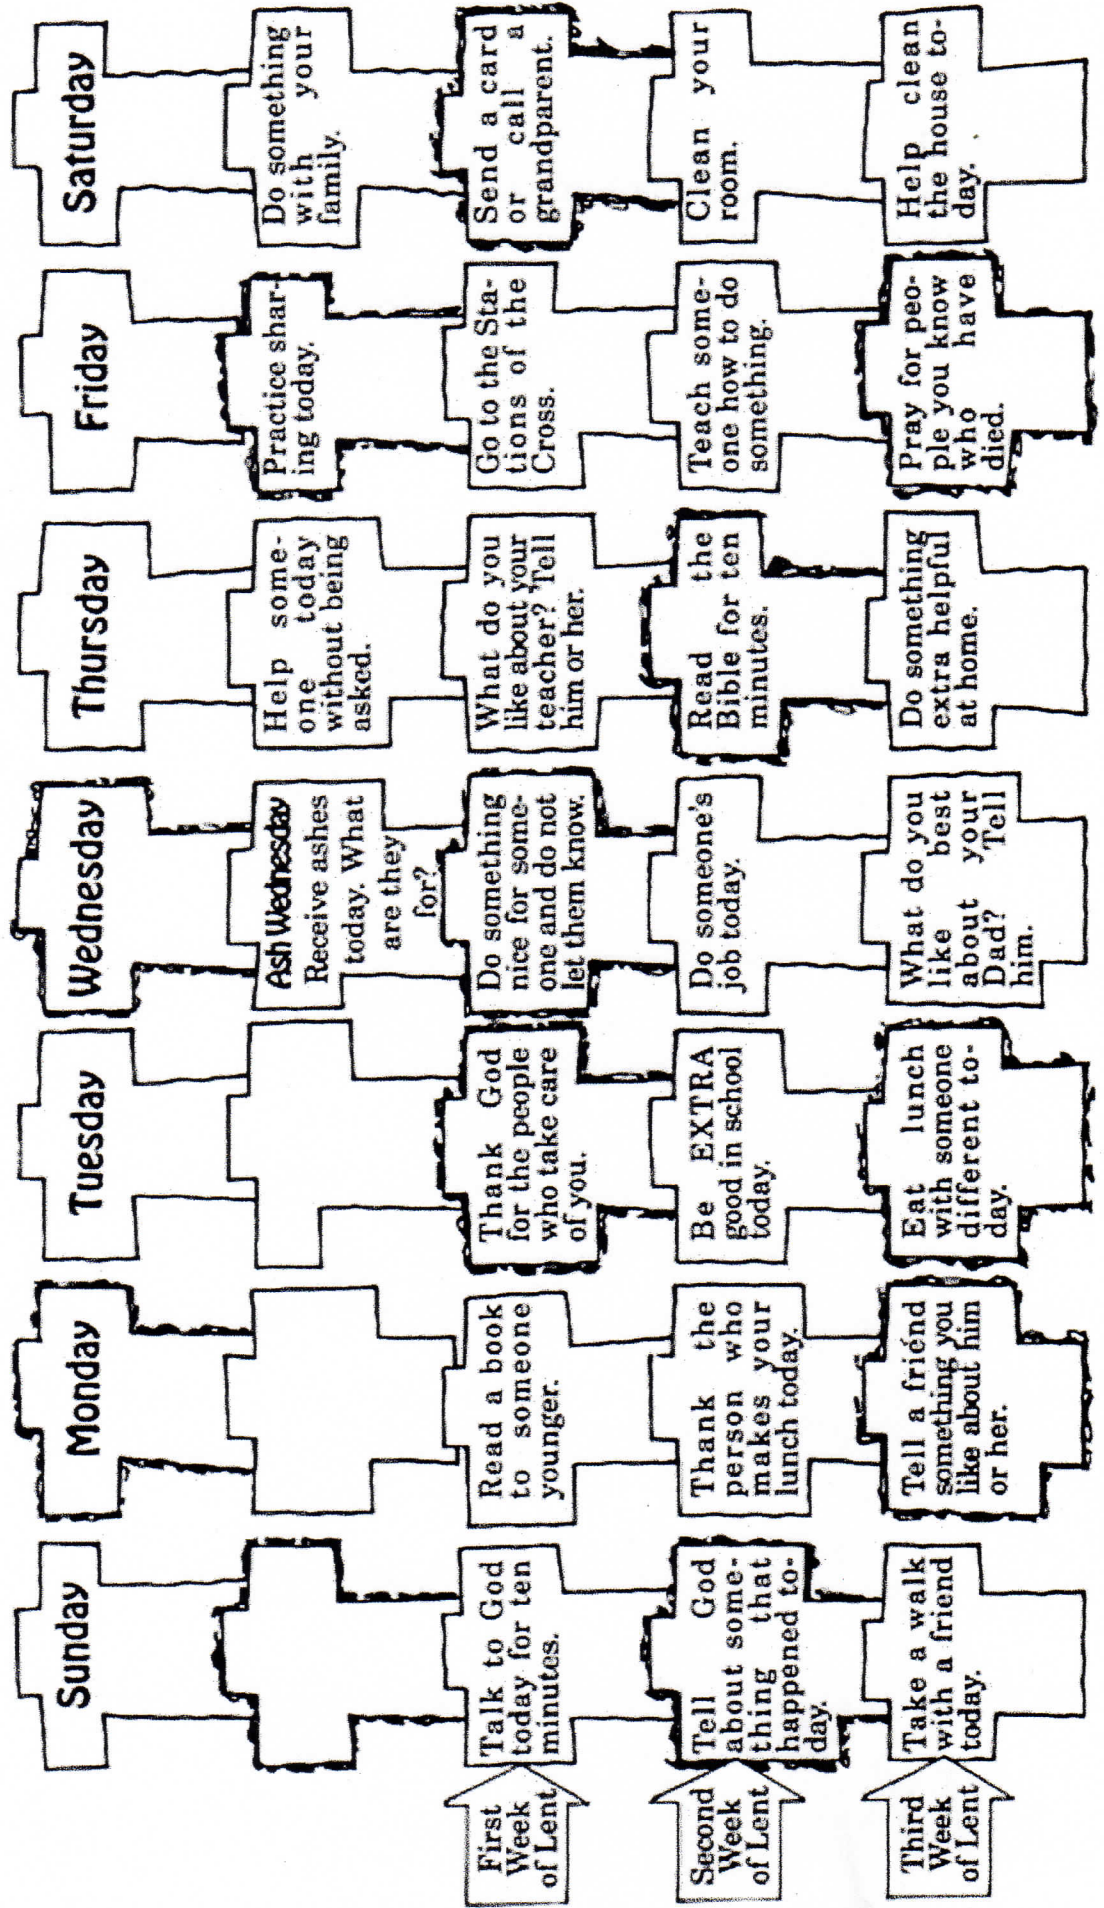 Sunday
Monday
Tuesday
Wednesday
Thursday
Friday
Saturday
Ash Wednesday
Receive ashes
today. What
are they
for?
Help some-
one today
without being
asked.
Practice shar-
ing today.
Do something
with your
family.
First
Week
of Lent
Talk to God
today for ten
minutes.
Read a book
to someone
younger.
Thank God
for the people
who take care
of you.
Do something
nice for some-
one and do not
let them know.
What do you
like about your
teacher? Tell
him or her.
Go to the Sta-
tions of the
Cross.
Send a card
or call a
grandparent.
Second
Week
of Lent
Tell God
about some-
thing that
happened to-
day.
Thank the
person who
makes your
lunch today.
Be EXTRA
good in school
today.
Do someone's
job today.
Read the
Bible for ten
minutes.
Teach some-
one how to do
something.
Clean your
room.
Third
Week
of Lent
Take a walk
with a friend
today.
Tell a friend
something you
like about him
or her.
Eat lunch
with someone
different to-
day.
What do you
like best
about your
Dad? Tell
him.
Do something
extra helpful
at home.
Pray for peo-
ple you know
who have
died.
Help clean
the house to-
day.